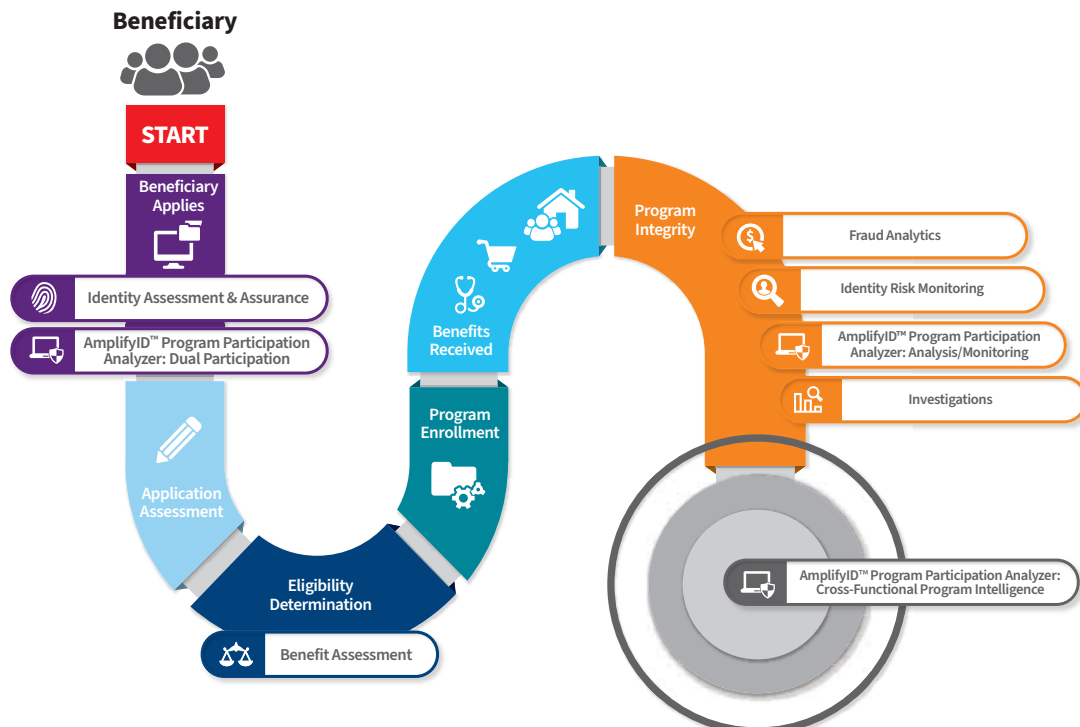 Beneficiary
START
Beneficiary
Applies
Identity Assessment & Assurance
AmplifyID™ Program Participation
Analyzer: Dual Participation
Application
Assessment
Eligibility
Determination
Benefit Assessment
Program
Enrollment
Benefits
Received
Program
Integrity
$
Fraud Analytics
Identity Risk Monitoring
AmplifyID™ Program Participation
Analyzer: Analysis/Monitoring
Investigations
AmplifyID™ Program Participation Analyzer:
Cross-Functional Program Intelligence